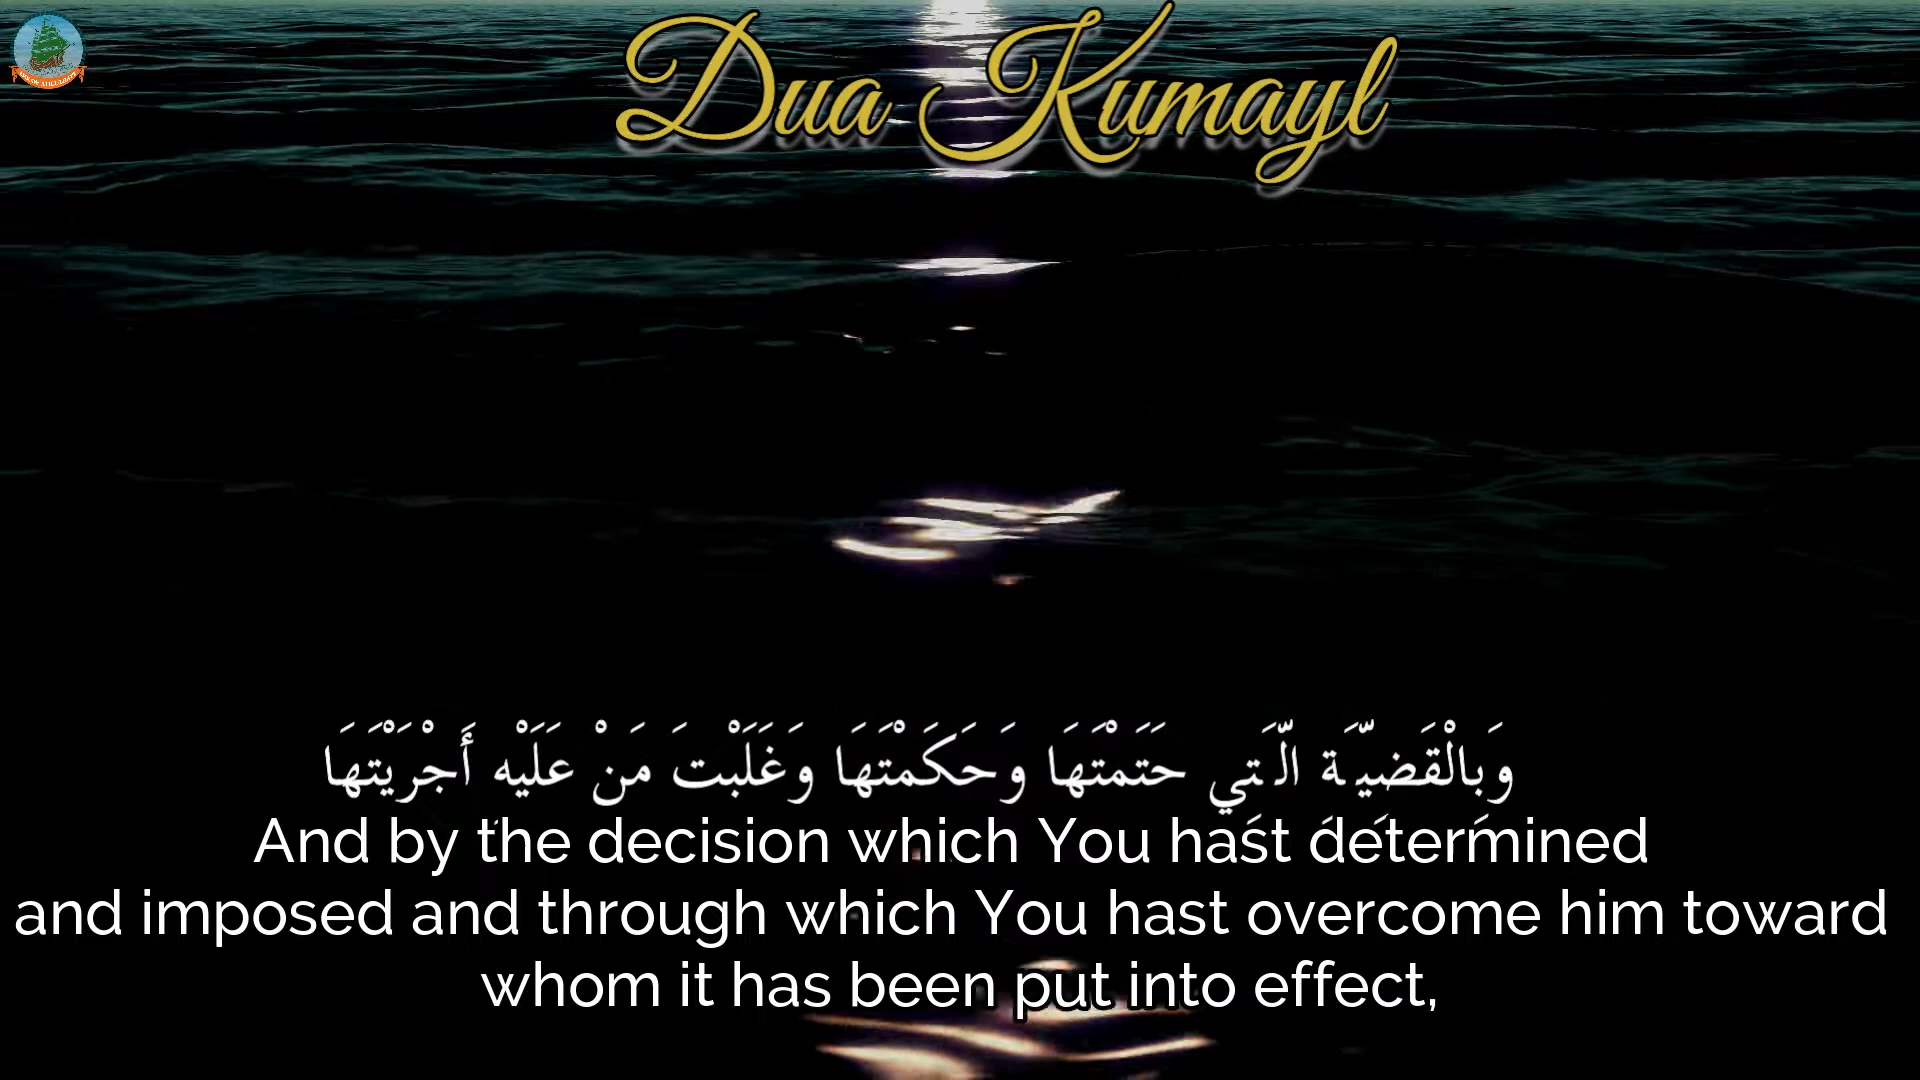 Dua Kumayl
وَبِالْقَضِيَّةِ الَّتِي حَتَمْتَهَا وَحَكَمْتَهَا وَغَلَبْتَ مَنْ عَلَيْهِ أَجْرَيْتَهَا
And by the decision which You hast determined
and imposed and through which You hast overcome him toward
whom it has been put into effect,